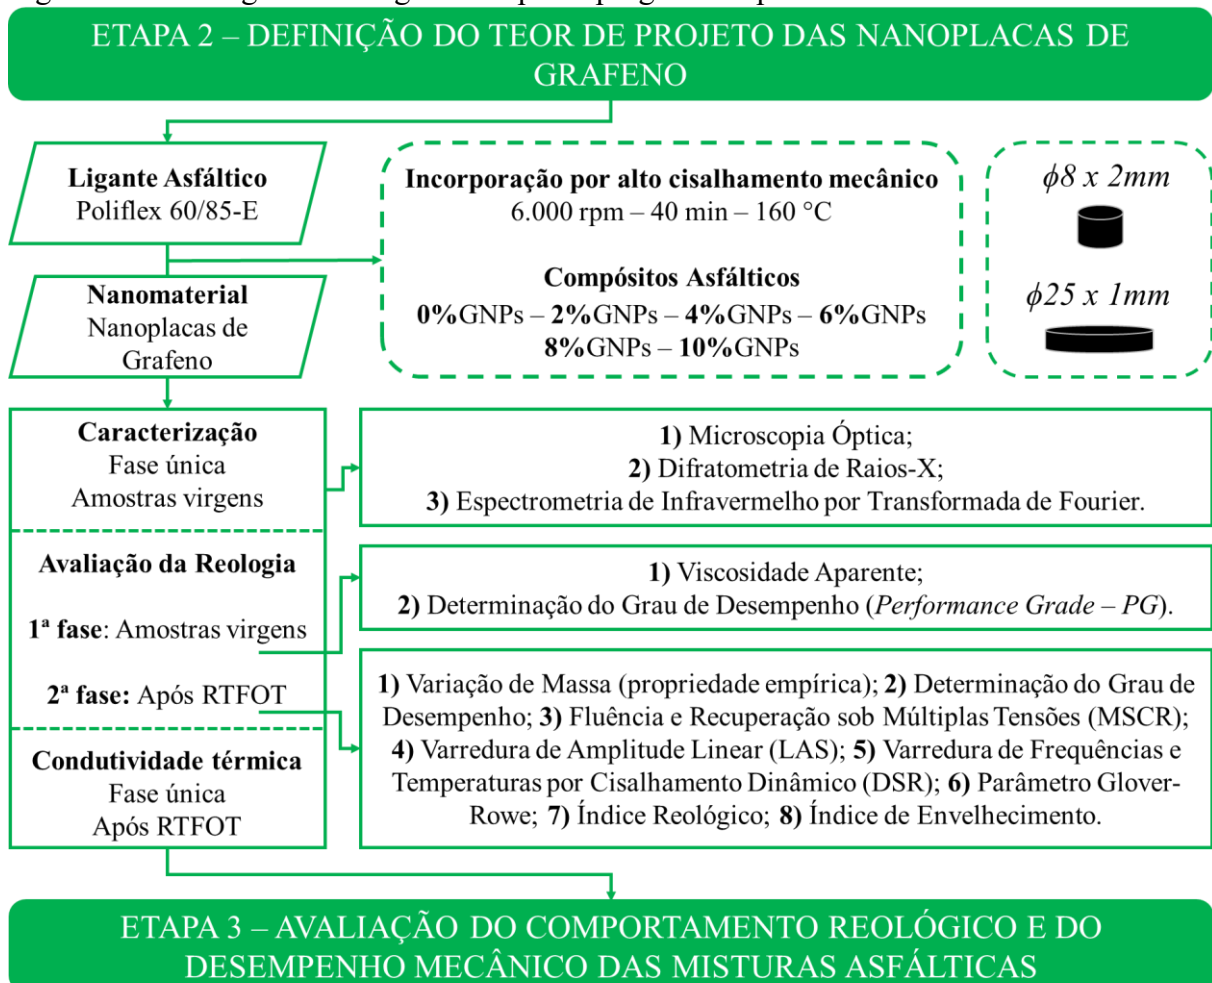 ETAPA 2 – DEFINIÇÃO DO TEOR DE PROJETO DAS NANOPLACAS DE
GRAFENO
Ligante Asfáltico
Poliflex 60/85-E
Nanomaterial
Nanoplacas de
Grafeno
Incorporação por alto cisalhamento mecânico
6.000 rpm – 40 min – 160 °C
Compósitos Asfálticos
0%GNPs – 2%GNPs – 4%GNPs – 6%GNPs
8%GNPs – 10%GNPs
ϕ8 x 2mm
ϕ25 x 1mm
Caracterização
Fase única
Amostras virgens
1) Microscopia Óptica;
2) Difratometria de Raios-X;
3) Espectrometria de Infravermelho por Transformada de Fourier.
Avaliação da Reologia
1ª fase: Amostras virgens
2ª fase: Após RTFOT
1) Viscosidade Aparente;
2) Determinação do Grau de Desempenho (Performance Grade – PG).
1) Variação de Massa (propriedade empírica); 2) Determinação do Grau de
Desempenho; 3) Fluência e Recuperação sob Múltiplas Tensões (MSCR);
4) Varredura de Amplitude Linear (LAS); 5) Varredura de Frequências e
Temperaturas por Cisalhamento Dinâmico (DSR); 6) Parâmetro Glover-
Rowe; 7) Índice Reológico; 8) Índice de Envelhecimento.
Condutividade térmica
Fase única
Após RTFOT
ETAPA 3 – AVALIAÇÃO DO COMPORTAMENTO REOLÓGICO E DO
DESEMPENHO MECÂNICO DAS MISTURAS ASFÁLTICAS